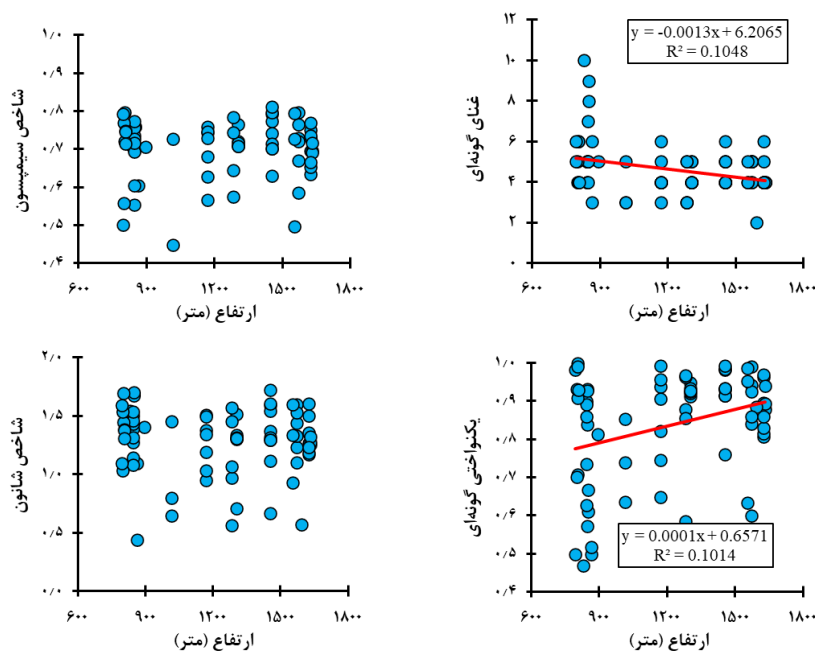 ۱٫۰
۰٫۹
۰٫۸
۰٫۷
۰٫۶
۰٫۵
۰٫۴
شاخص سیمپسون
۶۰۰ ۹۰۰ ۱۲۰۰ ۱۵۰۰ ۱۸۰۰
ارتفاع (متر)
y = -0.0013x + 6.2065
R² = 0.1048
۱۲
۱۰
۸
۶
۴
۲
۰
غنای گونه‌ای
۶۰۰ ۹۰۰ ۱۲۰۰ ۱۵۰۰ ۱۸۰۰
ارتفاع (متر)
۲٫۰
۱٫۵
۱٫۰
۰٫۵
۰٫۰
شاخص شانون
۶۰۰ ۹۰۰ ۱۲۰۰ ۱۵۰۰ ۱۸۰۰
ارتفاع (متر)
۱٫۰
۰٫۹
۰٫۸
۰٫۷
۰٫۶
۰٫۵
۰٫۴
یکنواختی گونه‌ای
y = 0.0001x + 0.6571
R² = 0.1014
۶۰۰ ۹۰۰ ۱۲۰۰ ۱۵۰۰ ۱۸۰۰
ارتفاع (متر)